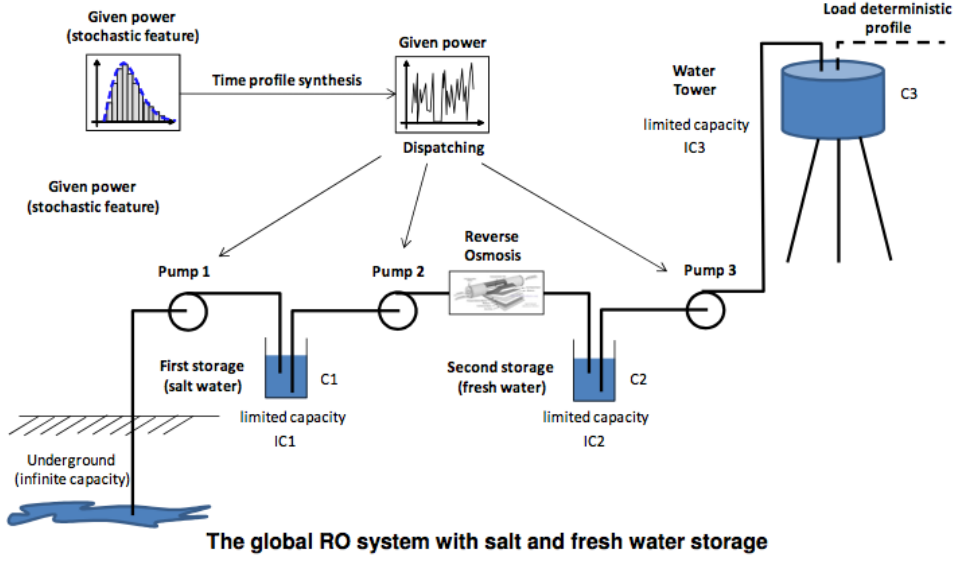 Given power
(stochastic feature)
Time profile synthesis
Given power
Dispatching
Load deterministic
profile
Water
Tower
C3
limited capacity
IC3
Given power
(stochastic feature)
Pump 1
Pump 2
Reverse
Osmosis
Pump 3
First storage
(salt water)
C1
limited capacity
IC1
Second storage
(fresh water)
C2
limited capacity
IC2
Underground
(infinite capacity)
The global RO system with salt and fresh water storage